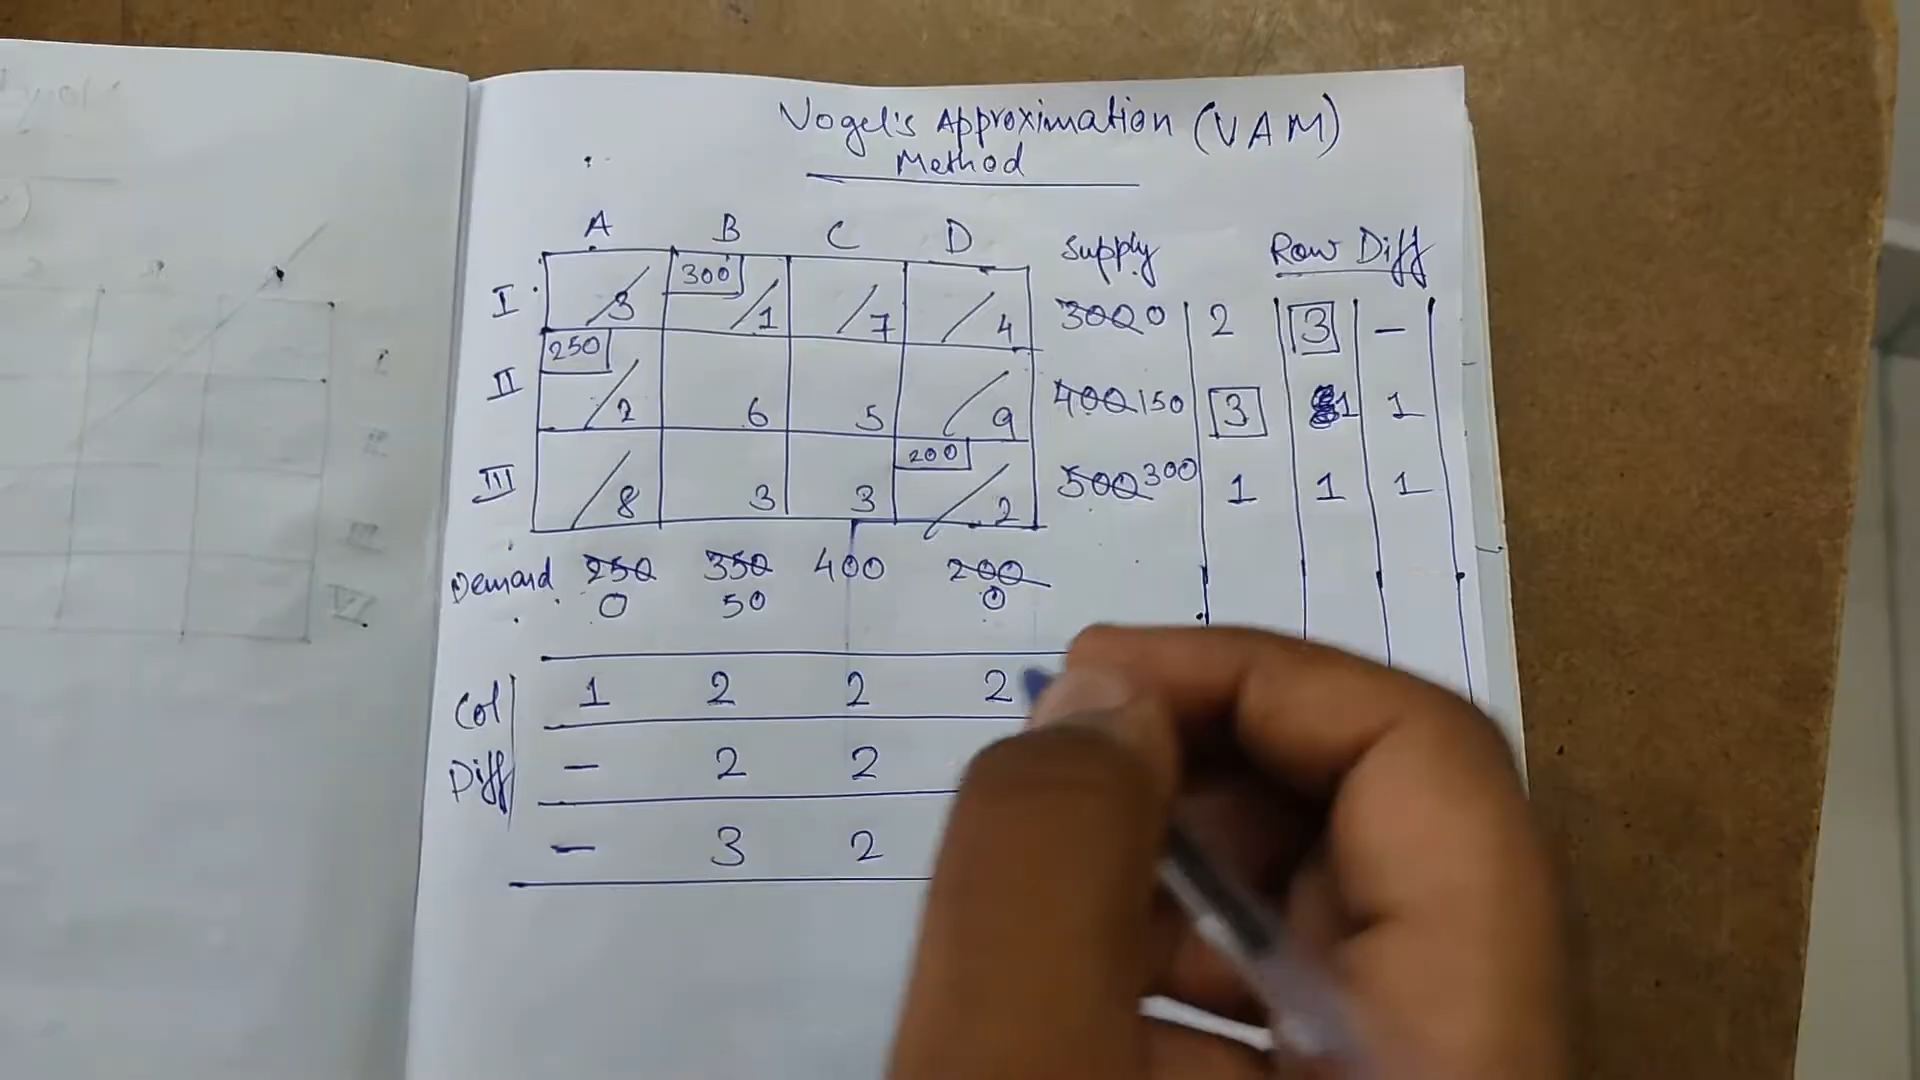 Vogel's Approximation (VAM)
Method
A B C D Supply Row Diff
I 3 300 1 7 4 300 0 2 3 -
II 250 2 6 5 9 400 150 3 1 1
III 8 3 3 200 2 500 300 1 1 1
Demand 250 350 400 200
0 50 0
Col 1 2 2 2
Diff - 2 2
- 3 2